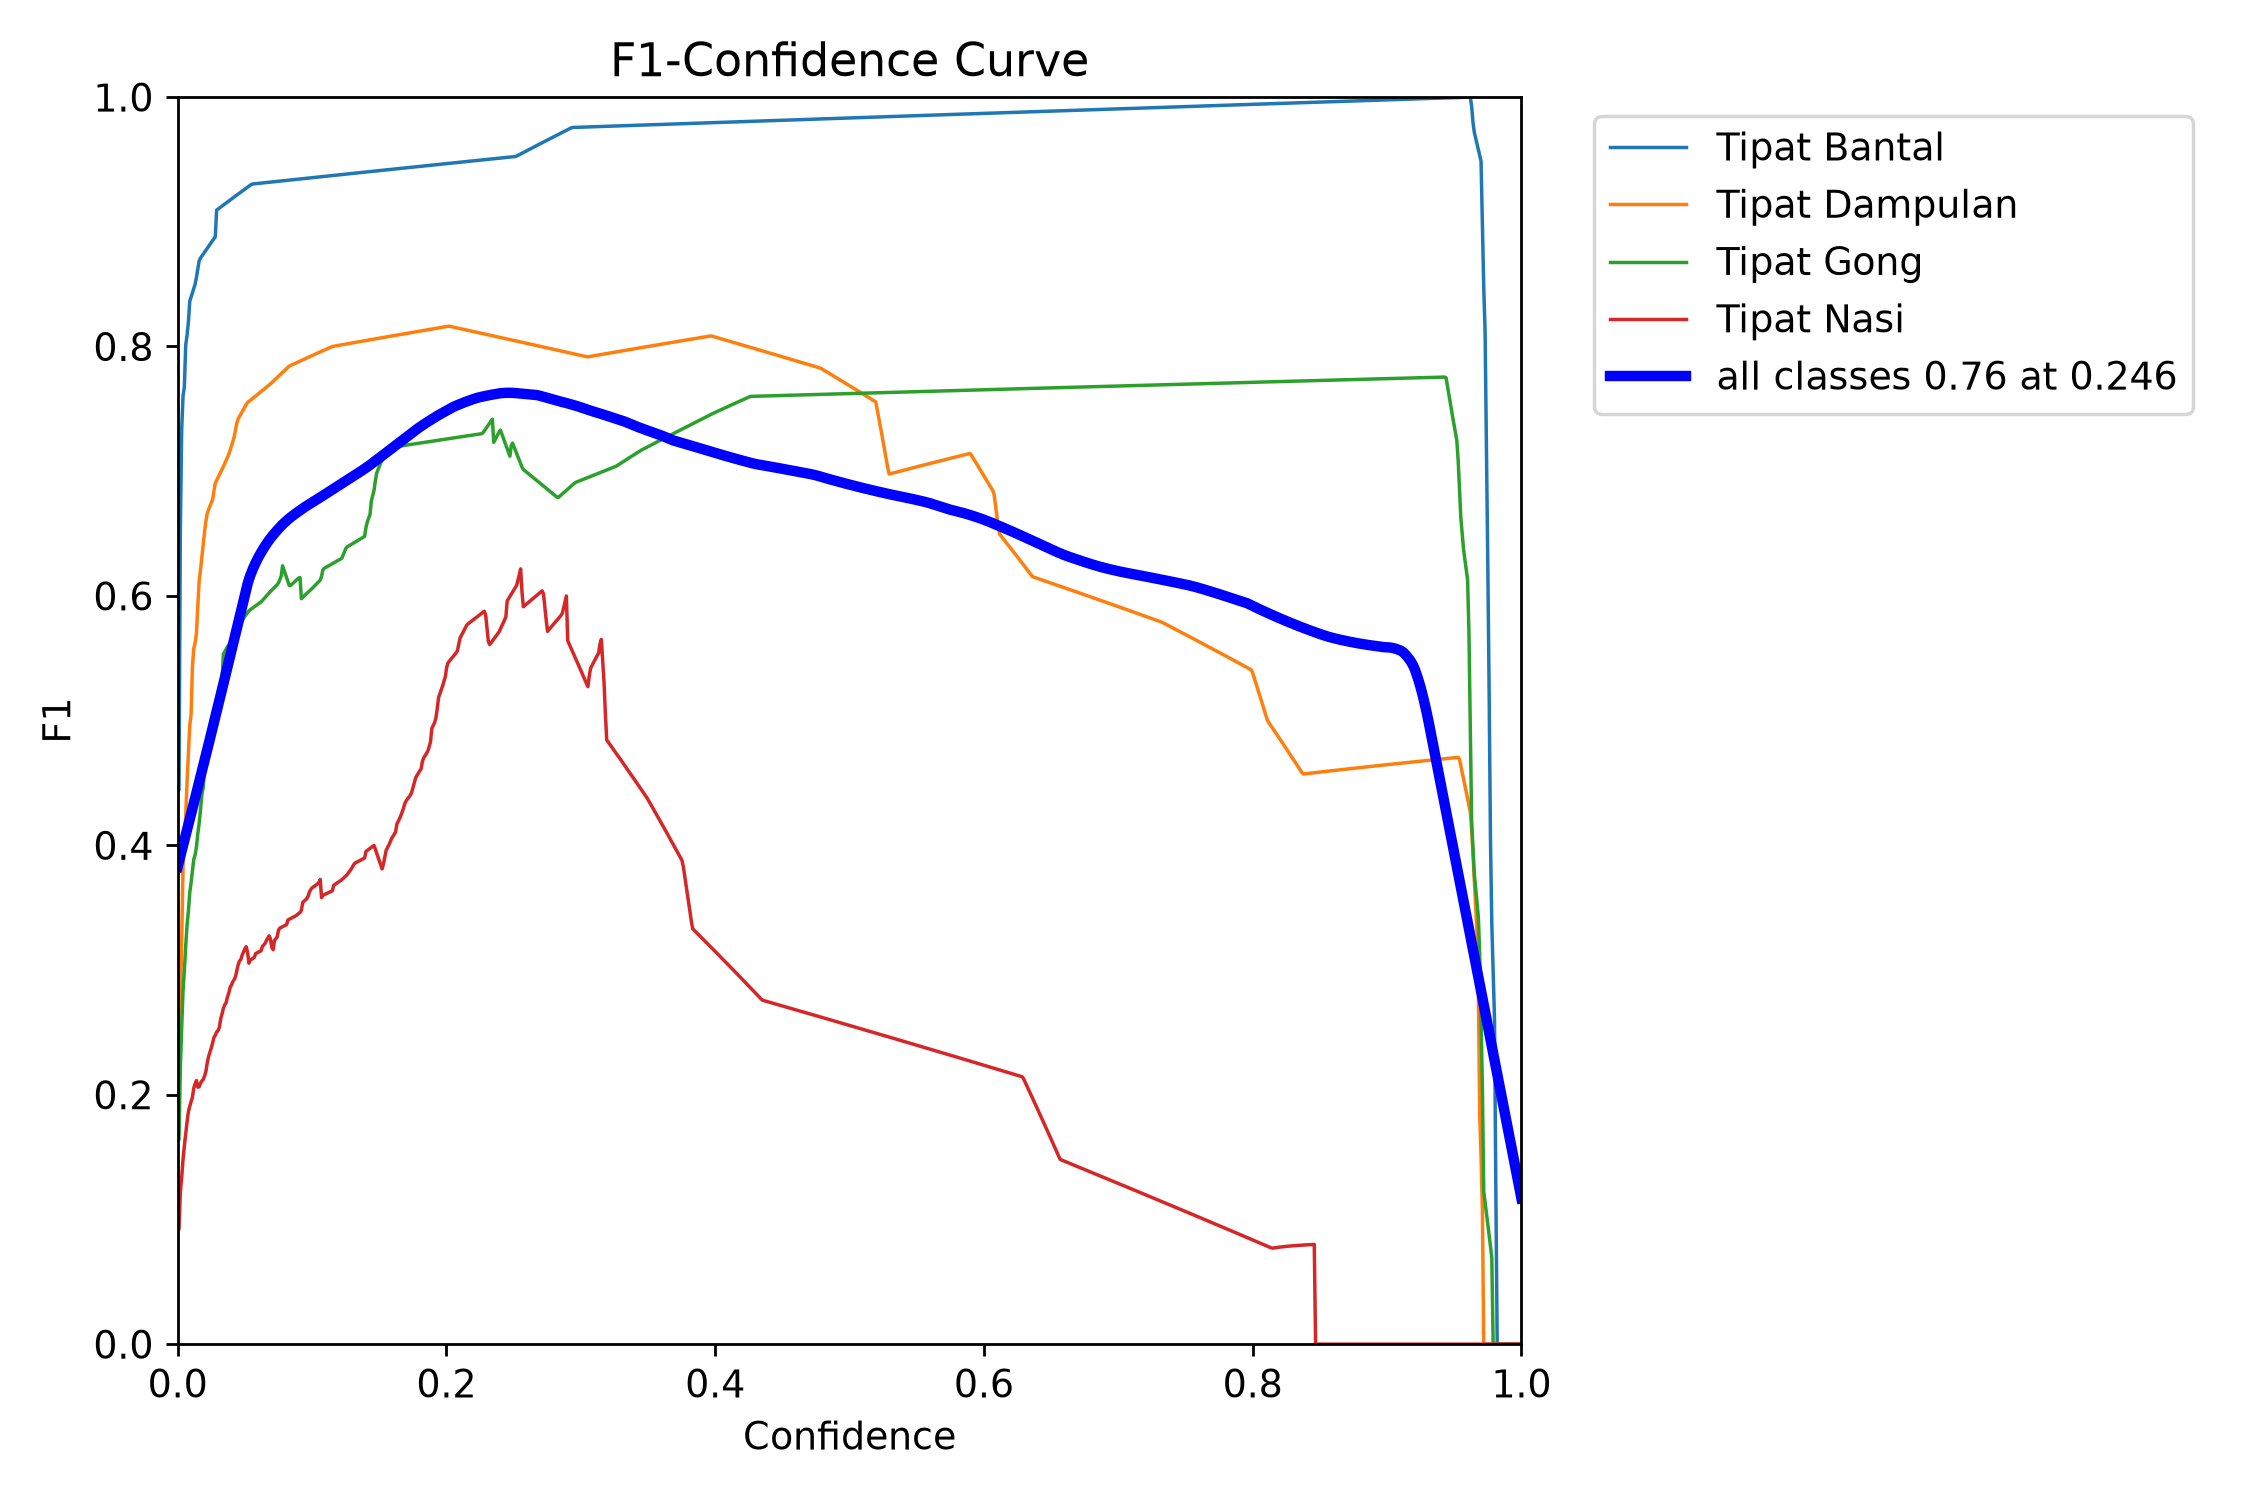 F1-Confidence Curve
1.0
0.8
0.6
0.4
0.2
0.0
F1
0.0 0.2 0.4 0.6 0.8 1.0
Confidence
Tipat Bantal
Tipat Dampulan
Tipat Gong
Tipat Nasi
all classes 0.76 at 0.246